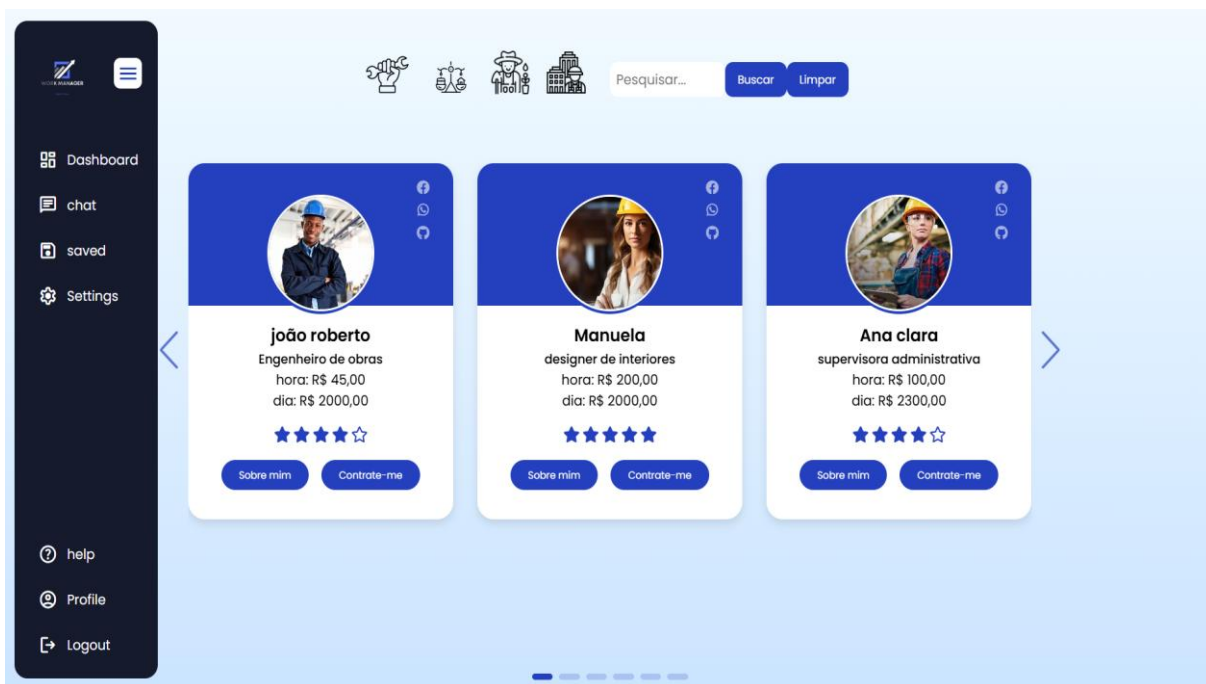 WORK MANAGER
Dashboard
chat
saved
Settings
help
Profile
Logout
Pesquisar...
Buscar
Limpar
joão roberto
Engenheiro de obras
hora: R$ 45,00
dia: R$ 2000,00
Sobre mim
Contrate-me
Manuela
designer de interiores
hora: R$ 200,00
dia: R$ 2000,00
Sobre mim
Contrate-me
Ana clara
supervisora administrativa
hora: R$ 100,00
dia: R$ 2300,00
Sobre mim
Contrate-me